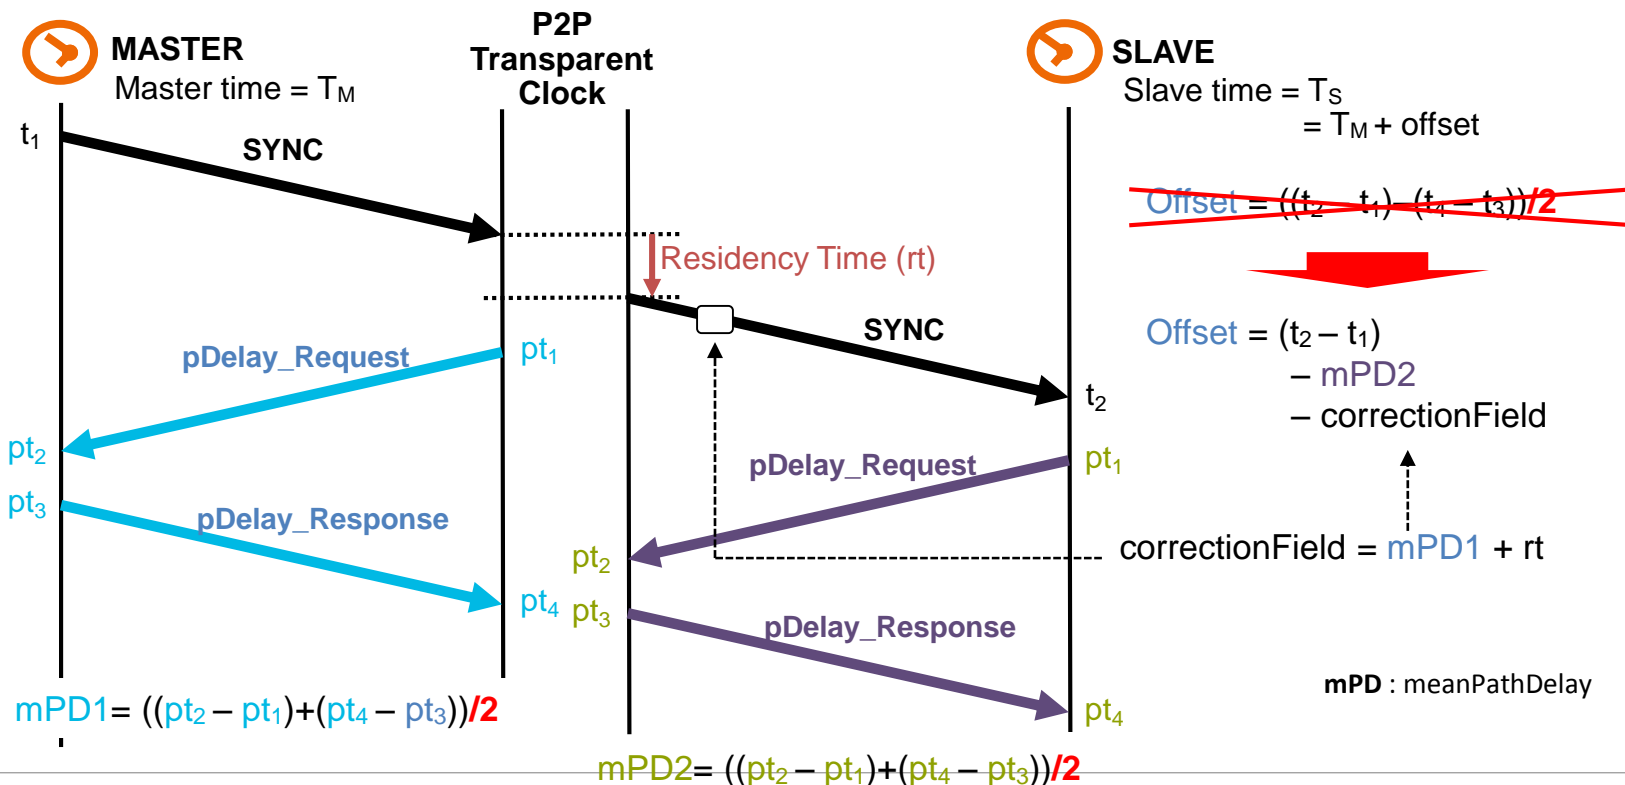 MASTER
Master time = T_M
P2P
Transparent
Clock
SLAVE
Slave time = T_S
= T_M + offset
t₁
SYNC
Offset = ((t₂ – t₁)–(t₄ – t₃))/2
Residency Time (rt)
SYNC
Offset = (t₂ – t₁)
– mPD2
– correctionField
pDelay_Request
pt₁
t₂
pt₂
pDelay_Request
pt₁
pt₃
pDelay_Response
correctionField = mPD1 + rt
pt₂
pt₄
pt₃
pDelay_Response
mPD : meanPathDelay
mPD1= ((pt₂ – pt₁)+(pt₄ – pt₃))/2
pt₄
mPD2= ((pt₂ – pt₁)+(pt₄ – pt₃))/2